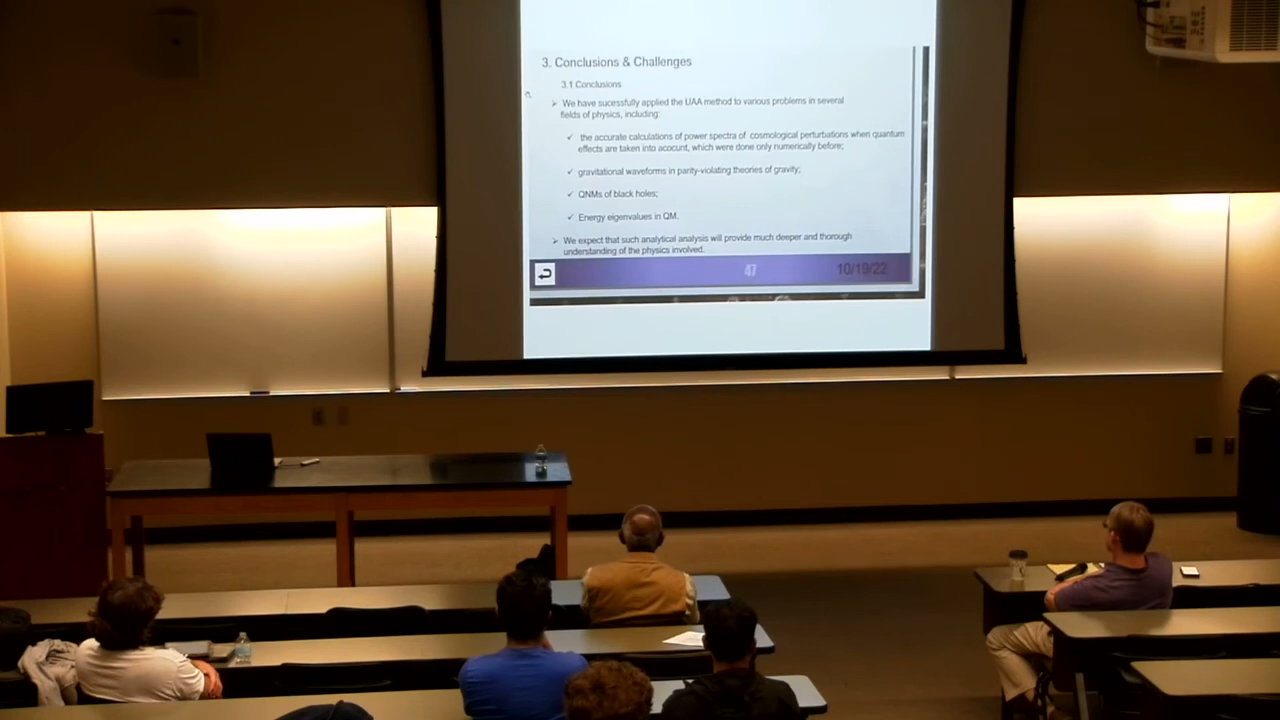 3. Conclusions & Challenges
3.1 Conclusions
➢ We have sucessfully applied the UAA method to various problems in several
fields of physics, including:
✓ the accurate calculations of power spectra of cosmological perturbations when quantum
effects are taken into acocunt, which were done only numerically before;
✓ gravitational waveforms in parity-violating theories of gravity;
✓ QNMs of black holes;
✓ Energy eigenvalues in QM.
➢ We expect that such analytical analysis will provide much deeper and thorough
understanding of the physics involved.
47 10/19/22